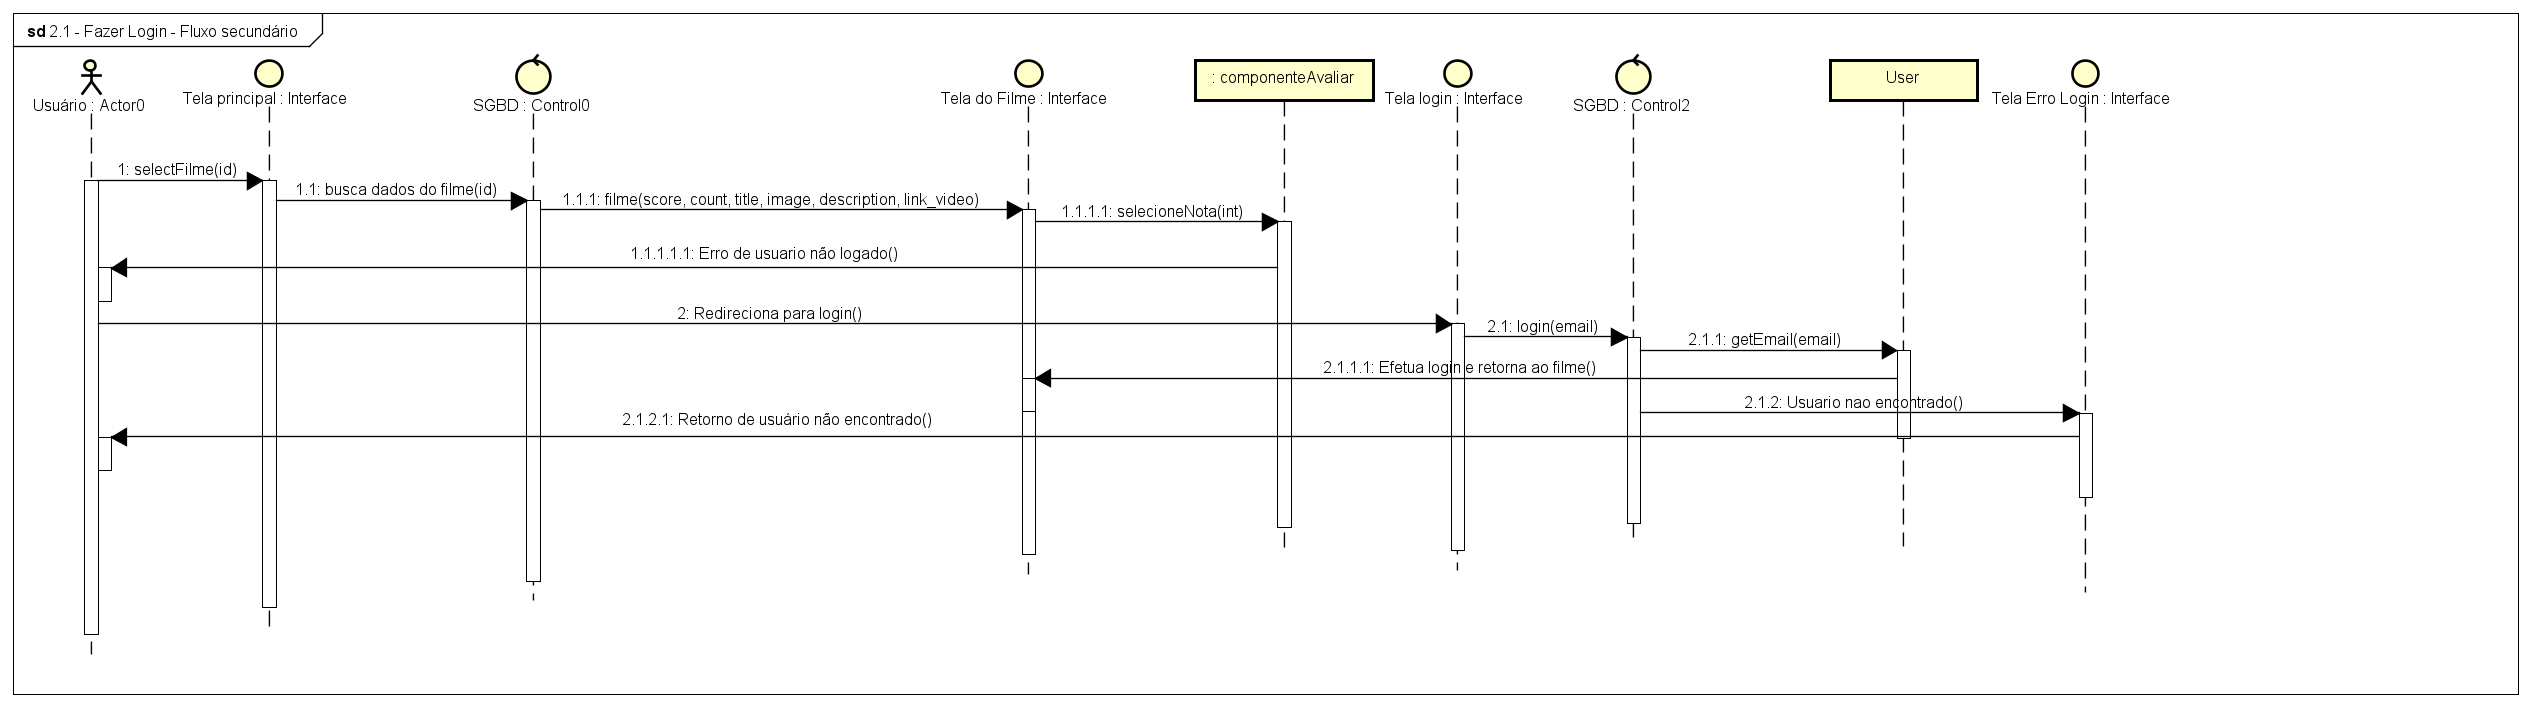 sd 2.1 - Fazer Login - Fluxo secundário
Usuário : Actor0
Tela principal : Interface
SGBD : Control0
Tela do Filme : Interface
: componenteAvaliar
Tela login : Interface
SGBD : Control2
User
Tela Erro Login : Interface
1: selectFilme(id)
1.1: busca dados do filme(id)
1.1.1: filme(score, count, title, image, description, link_video)
1.1.1.1: selecioneNota(int)
1.1.1.1.1: Erro de usuario não logado()
2: Redireciona para login()
2.1: login(email)
2.1.1: getEmail(email)
2.1.1.1: Efetua login e retorna ao filme()
2.1.2: Usuario nao encontrado()
2.1.2.1: Retorno de usuário não encontrado()